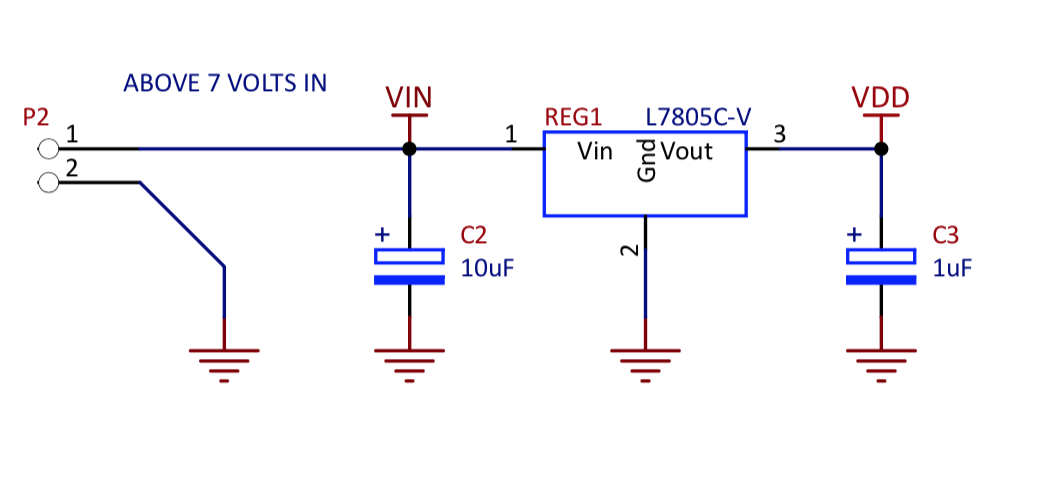 ABOVE 7 VOLTS IN
VIN
VDD
P2
REG1
L7805C-V
1
1
3
2
Vin
Gnd
Vout
+
C2
2
+
C3
10uF
1uF